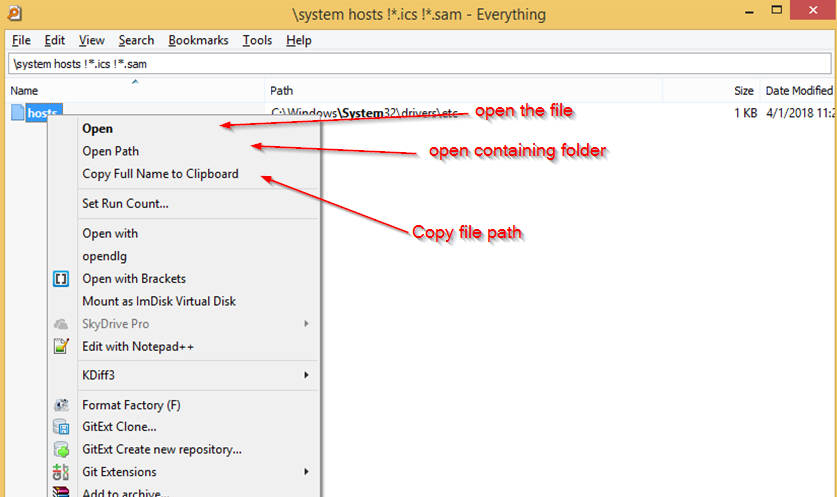 \system hosts !*.ics !*.sam - Everything
File Edit View Search Bookmarks Tools Help
\system hosts !*.ics !*.sam
Name Path Size Date Modified
hosts C:\Windows\System32\drivers\etc 1 KB 4/1/2018 11:2
open the file
Open
Open Path
open containing folder
Copy Full Name to Clipboard
Set Run Count...
Copy file path
Open with
opendlg
Open with Brackets
Mount as ImDisk Virtual Disk
SkyDrive Pro
Edit with Notepad++
KDiff3
Format Factory (F)
GitExt Clone...
GitExt Create new repository...
Git Extensions
Add to archive...